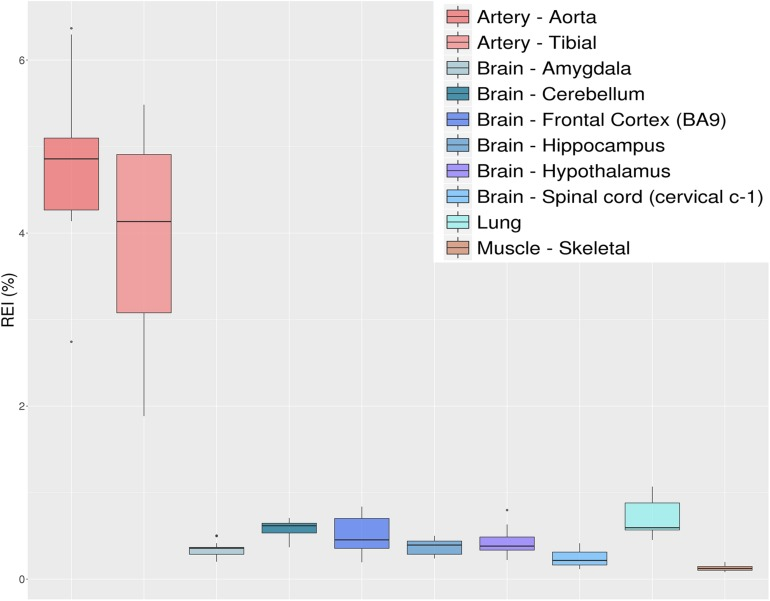 Artery - Aorta
Artery - Tibial
Brain - Amygdala
Brain - Cerebellum
Brain - Frontal Cortex (BA9)
Brain - Hippocampus
Brain - Hypothalamus
Brain - Spinal cord (cervical c-1)
Lung
Muscle - Skeletal
REI (%)
6
4
2
0